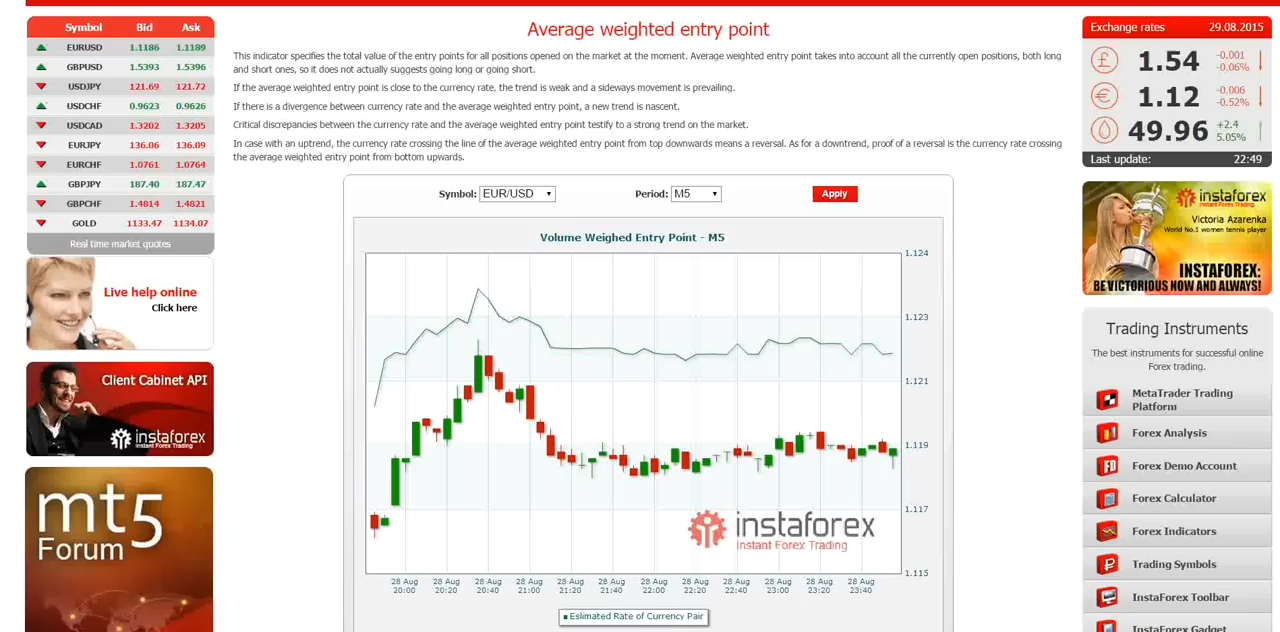 Symbol Bid Ask
EURUSD 1.1186 1.1189
GBPUSD 1.5393 1.5396
USDJPY 121.69 121.72
USDCHF 0.9623 0.9626
USDCAD 1.3202 1.3205
EURJPY 136.06 136.09
EURCHF 1.0761 1.0764
GBPJPY 187.40 187.47
GBPCHF 1.4814 1.4821
GOLD 1133.47 1134.07
Real time market quotes
Live help online
Click here
Client Cabinet API
instaforex
Instant Forex Trading
mt5
Forum
Average weighted entry point
This indicator specifies the total value of the entry points for all positions opened on the market at the moment. Average weighted entry point takes into account all the currently open positions, both long
and short ones, so it does not actually suggests going long or going short.
If the average weighted entry point is close to the currency rate, the trend is weak and a sideways movement is prevailing.
If there is a divergence between currency rate and the average weighted entry point, a new trend is nascent.
Critical discrepancies between the currency rate and the average weighted entry point testify to a strong trend on the market.
In case with an uptrend, the currency rate crossing the line of the average weighted entry point from top downwards means a reversal. As for a downtrend, proof of a reversal is the currency rate crossing
the average weighted entry point from bottom upwards.
Symbol: EUR/USD Period: M5 Apply
Volume Weighed Entry Point - M5
1.124
1.123
1.121
1.119
1.117
1.115
instaforex
Instant Forex Trading
28 Aug 28 Aug 28 Aug 28 Aug 28 Aug 28 Aug 28 Aug 28 Aug 28 Aug 28 Aug 28 Aug 28 Aug
20:00 20:20 20:40 21:00 21:20 21:40 22:00 22:20 22:40 23:00 23:20 23:40
Eslimated Rate of Currency Pair
Exchange rates 29.08.2015
£ 1.54 -0,001
-0,06%
€ 1.12 -0.006
-0.52%
49.96 +2.4
5.05%
Last update: 22:49
instaforex
Instant Forex Trading
Victoria Azarenka
World No.1 women tennis player
INSTAFOREX:
BE VICTORIOUS NOW AND ALWAYS!
Trading Instruments
The best instruments for successful online
Forex trading.
MetaTrader Trading
Platform
Forex Analysis
FD Forex Demo Account
Forex Calculator
Forex Indicators
Trading Symbols
InstaForex Toolbar
InstaForex Gadget